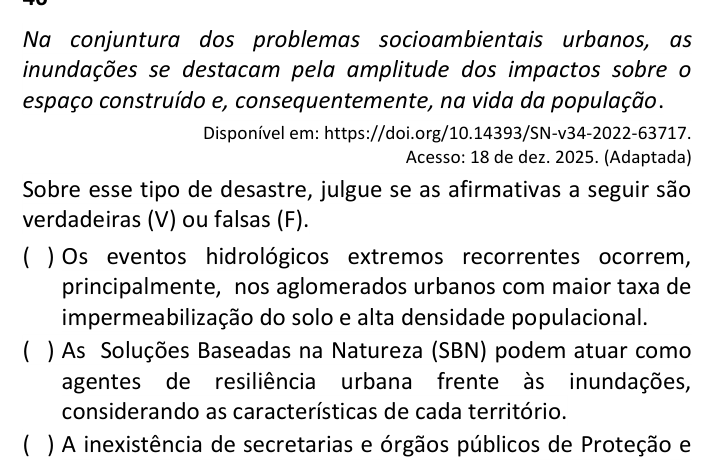 Na conjuntura dos problemas socioambientais urbanos, as
inundações se destacam pela amplitude dos impactos sobre o
espaço construído e, consequentemente, na vida da população.
Disponível em: https://doi.org/10.14393/SN-v34-2022-63717.
Acesso: 18 de dez. 2025. (Adaptada)
Sobre esse tipo de desastre, julgue se as afirmativas a seguir são
verdadeiras (V) ou falsas (F).
( ) Os eventos hidrológicos extremos recorrentes ocorrem,
principalmente, nos aglomerados urbanos com maior taxa de
impermeabilização do solo e alta densidade populacional.
( ) As Soluções Baseadas na Natureza (SBN) podem atuar como
agentes de resiliência urbana frente às inundações,
considerando as características de cada território.
( ) A inexistência de secretarias e órgãos públicos de Proteção e